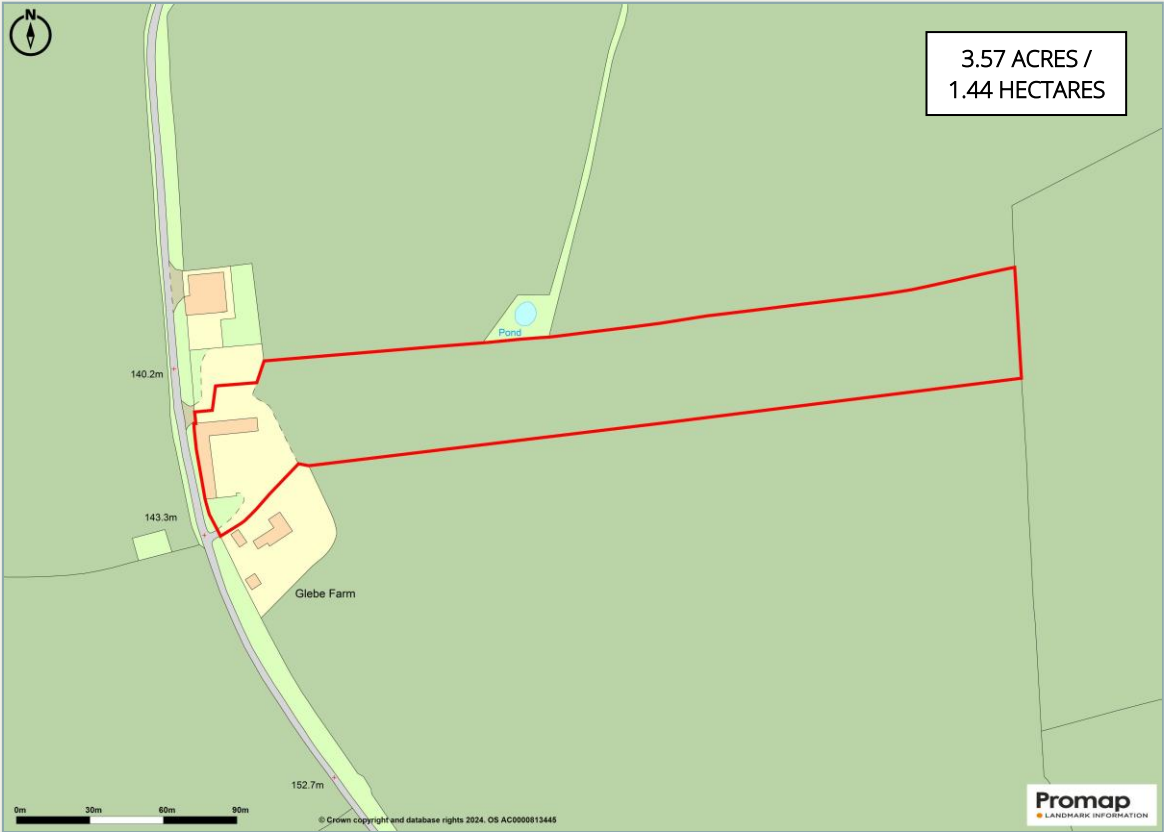 N
3.57 ACRES /
1.44 HECTARES
Pond
140.2m
143.3m
Glebe Farm
152.7m
0m 30m 60m 90m
© Crown copyright and database rights 2024. OS AC0000813445
Promap
LANDMARK INFORMATION